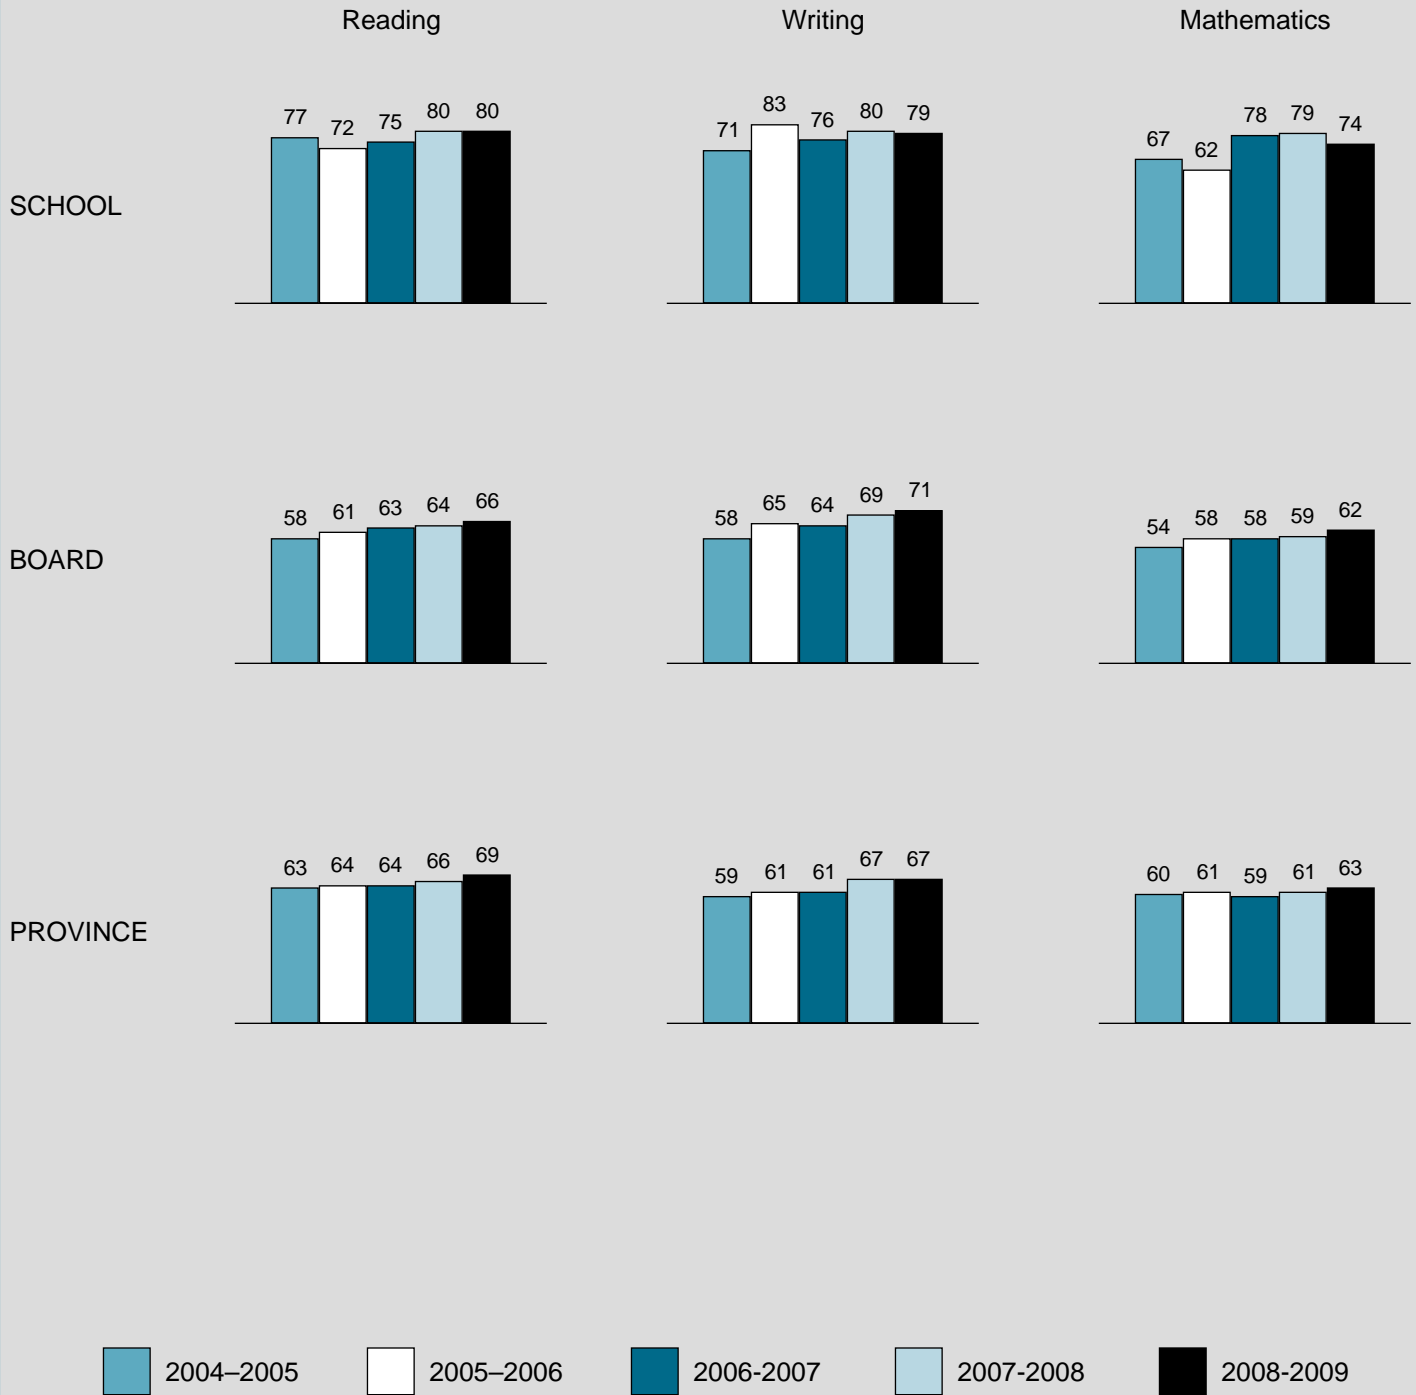 Reading Writing Mathematics
77 72 75 80 80 71 83 76 80 79 67 62 78 79 74
SCHOOL
58 61 63 64 66 58 65 64 69 71 54 58 58 59 62
BOARD
63 64 64 66 69 59 61 61 67 67 60 61 59 61 63
PROVINCE
2004–2005 2005–2006 2006-2007 2007-2008 2008-2009